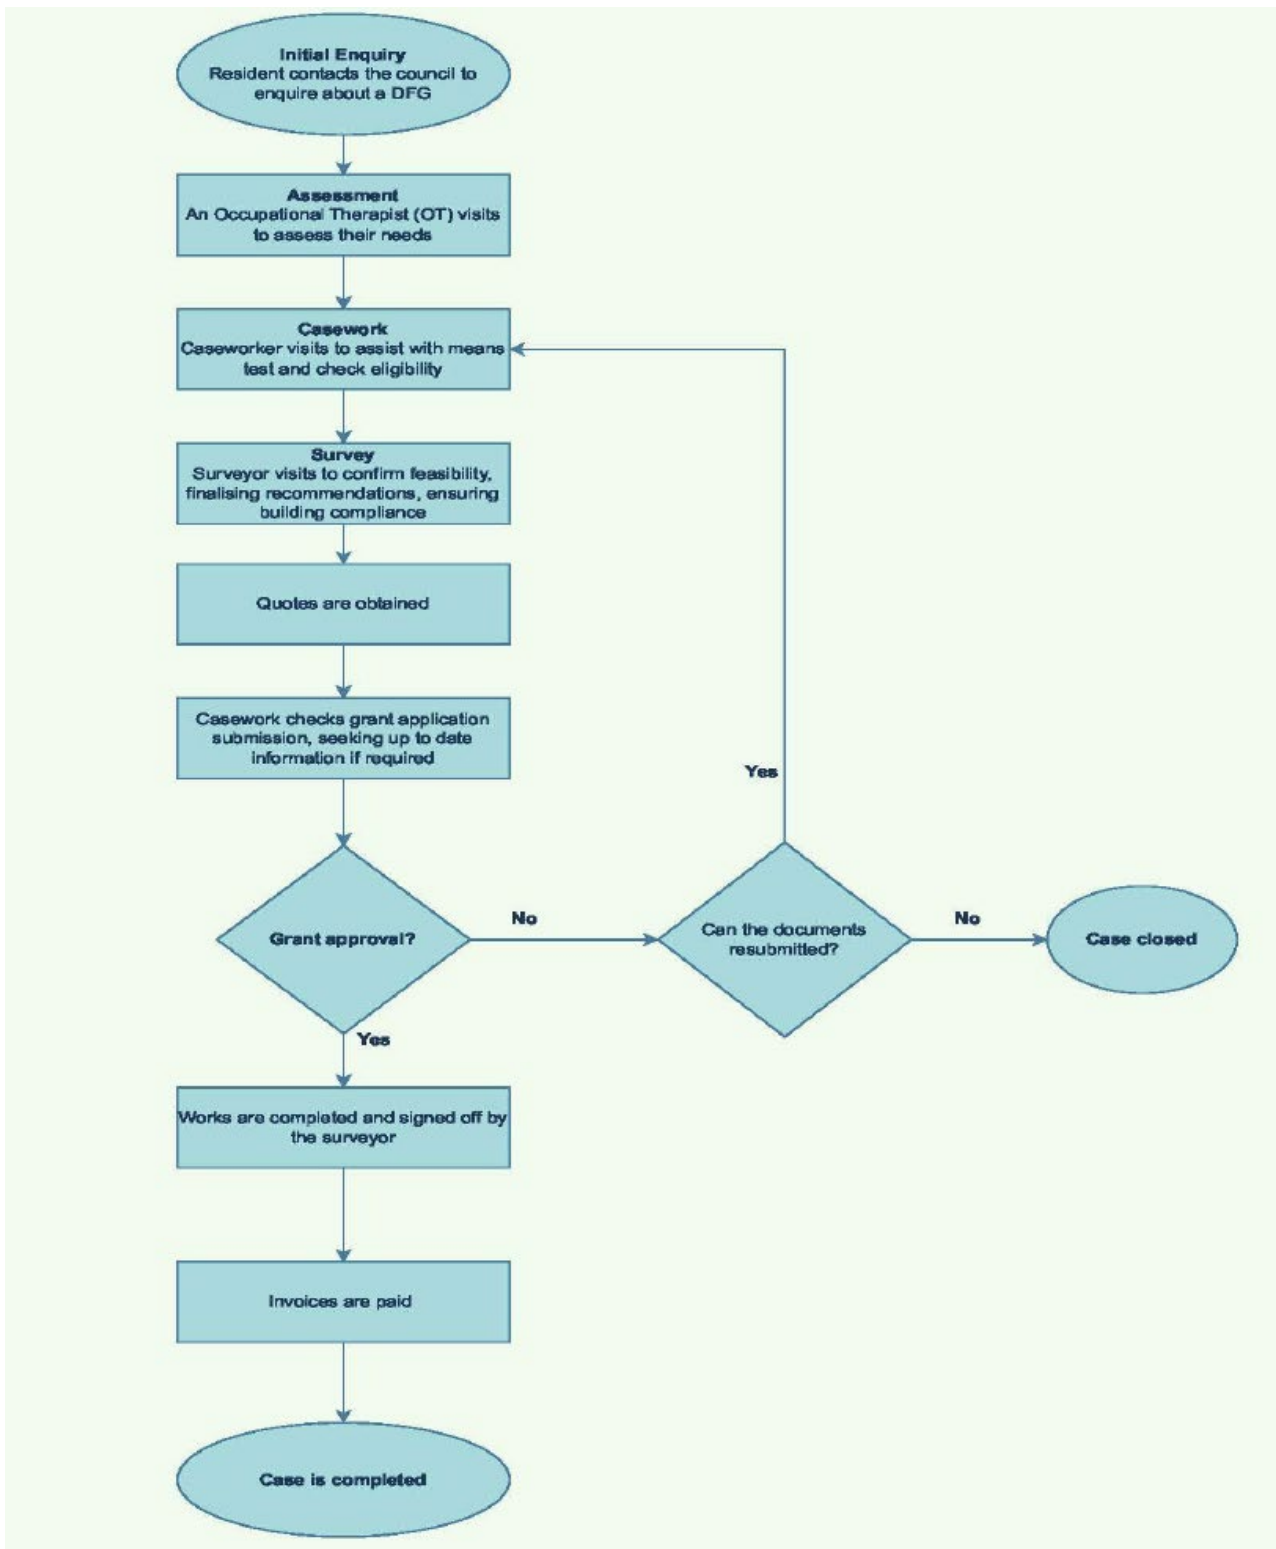 Initial Enquiry
Resident contacts the council to
enquire about a DFG
Assessment
An Occupational Therapist (OT) visits
to assess their needs
Casework
Caseworker visits to assist with means
test and check eligibility
Survey
Surveyor visits to confirm feasibility,
finalising recommendations, ensuring
building compliance
Quotes are obtained
Casework checks grant application
submission, seeking up to date
information if required
Yes
Grant approval?
No
Can the documents
resubmitted?
No
Case closed
Yes
Works are completed and signed off by
the surveyor
Invoices are paid
Case is completed